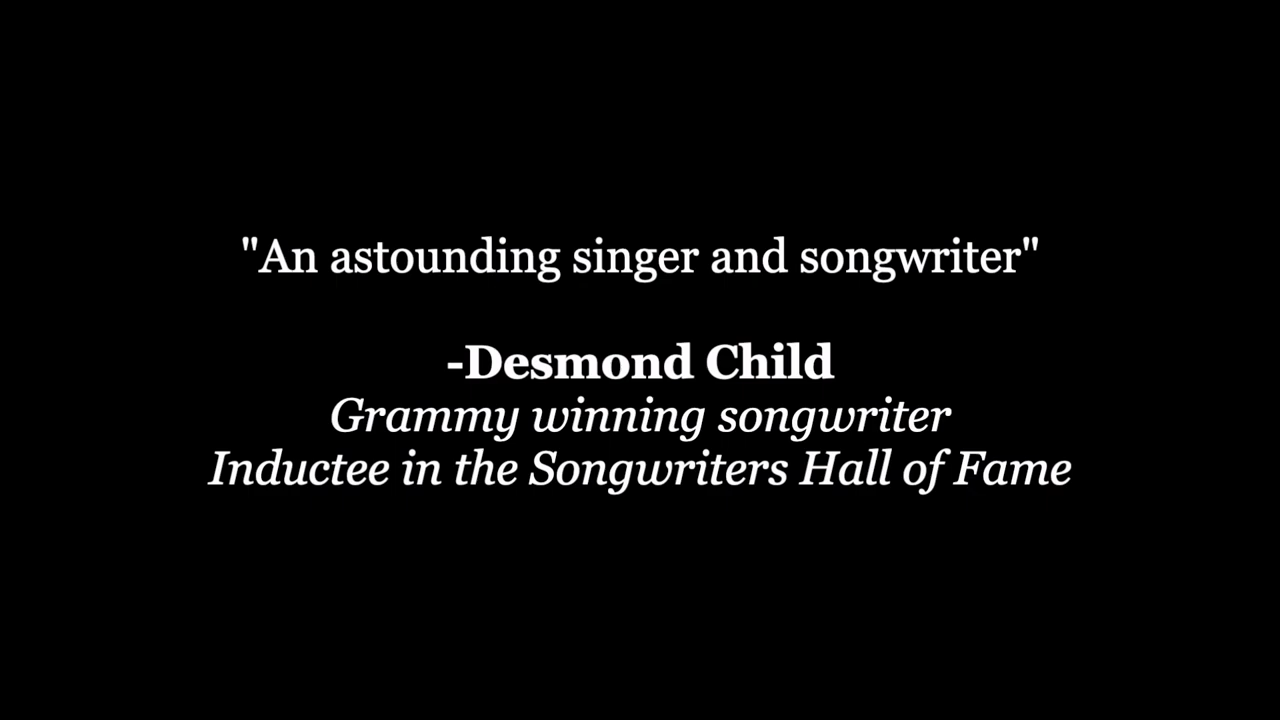 "An astounding singer and songwriter"
-Desmond Child
Grammy winning songwriter
Inductee in the Songwriters Hall of Fame